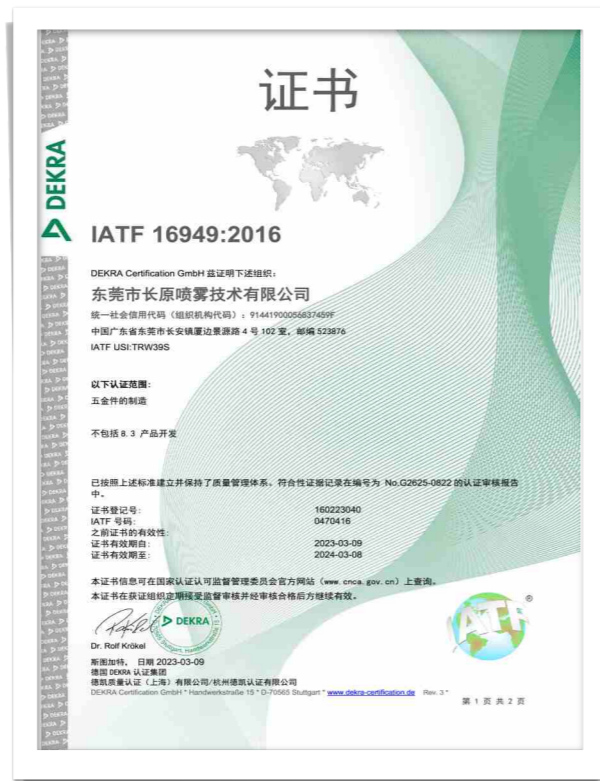 证书
DEKRA
IATF 16949:2016
DEKRA Certification GmbH 兹证明下述组织：
东莞市长原喷雾技术有限公司
统一社会信用代码（组织机构代码）: 91441900056837459F
中国广东省东莞市长安镇厦边景源路 4 号 102 室, 邮编 523876
IATF USI:TRW39S
以下认证范围:
五金件的制造
不包括 8. 3 产品开发
已按照上述标准建立并保持了质量管理体系。符合性证据记录在编号为 No.G2625-0822 的认证审核报告
中。
证书登记号: 160223040
IATF 号码: 0470416
之前证书的有效性:
证书有效期自: 2023-03-09
证书有效期至: 2024-03-08
本证书信息可在国家认证认可监督管理委员会官方网站（www. cnca. gov. cn）上查询。
本证书在获证组织定期接受监督审核并经审核合格后方继续有效。
DEKRA
IATF
®
Dr. Rolf Krökel
斯图加特, 日期 2023-03-09
德国 DEKRA 认证集团
德凯质量认证（上海）有限公司/杭州德凯认证有限公司
DEKRA Certification GmbH * Handwerkstraße 15 * D-70565 Stuttgart * www.dekra-certification.de Rev. 3 *
第 1 页 共 2 页